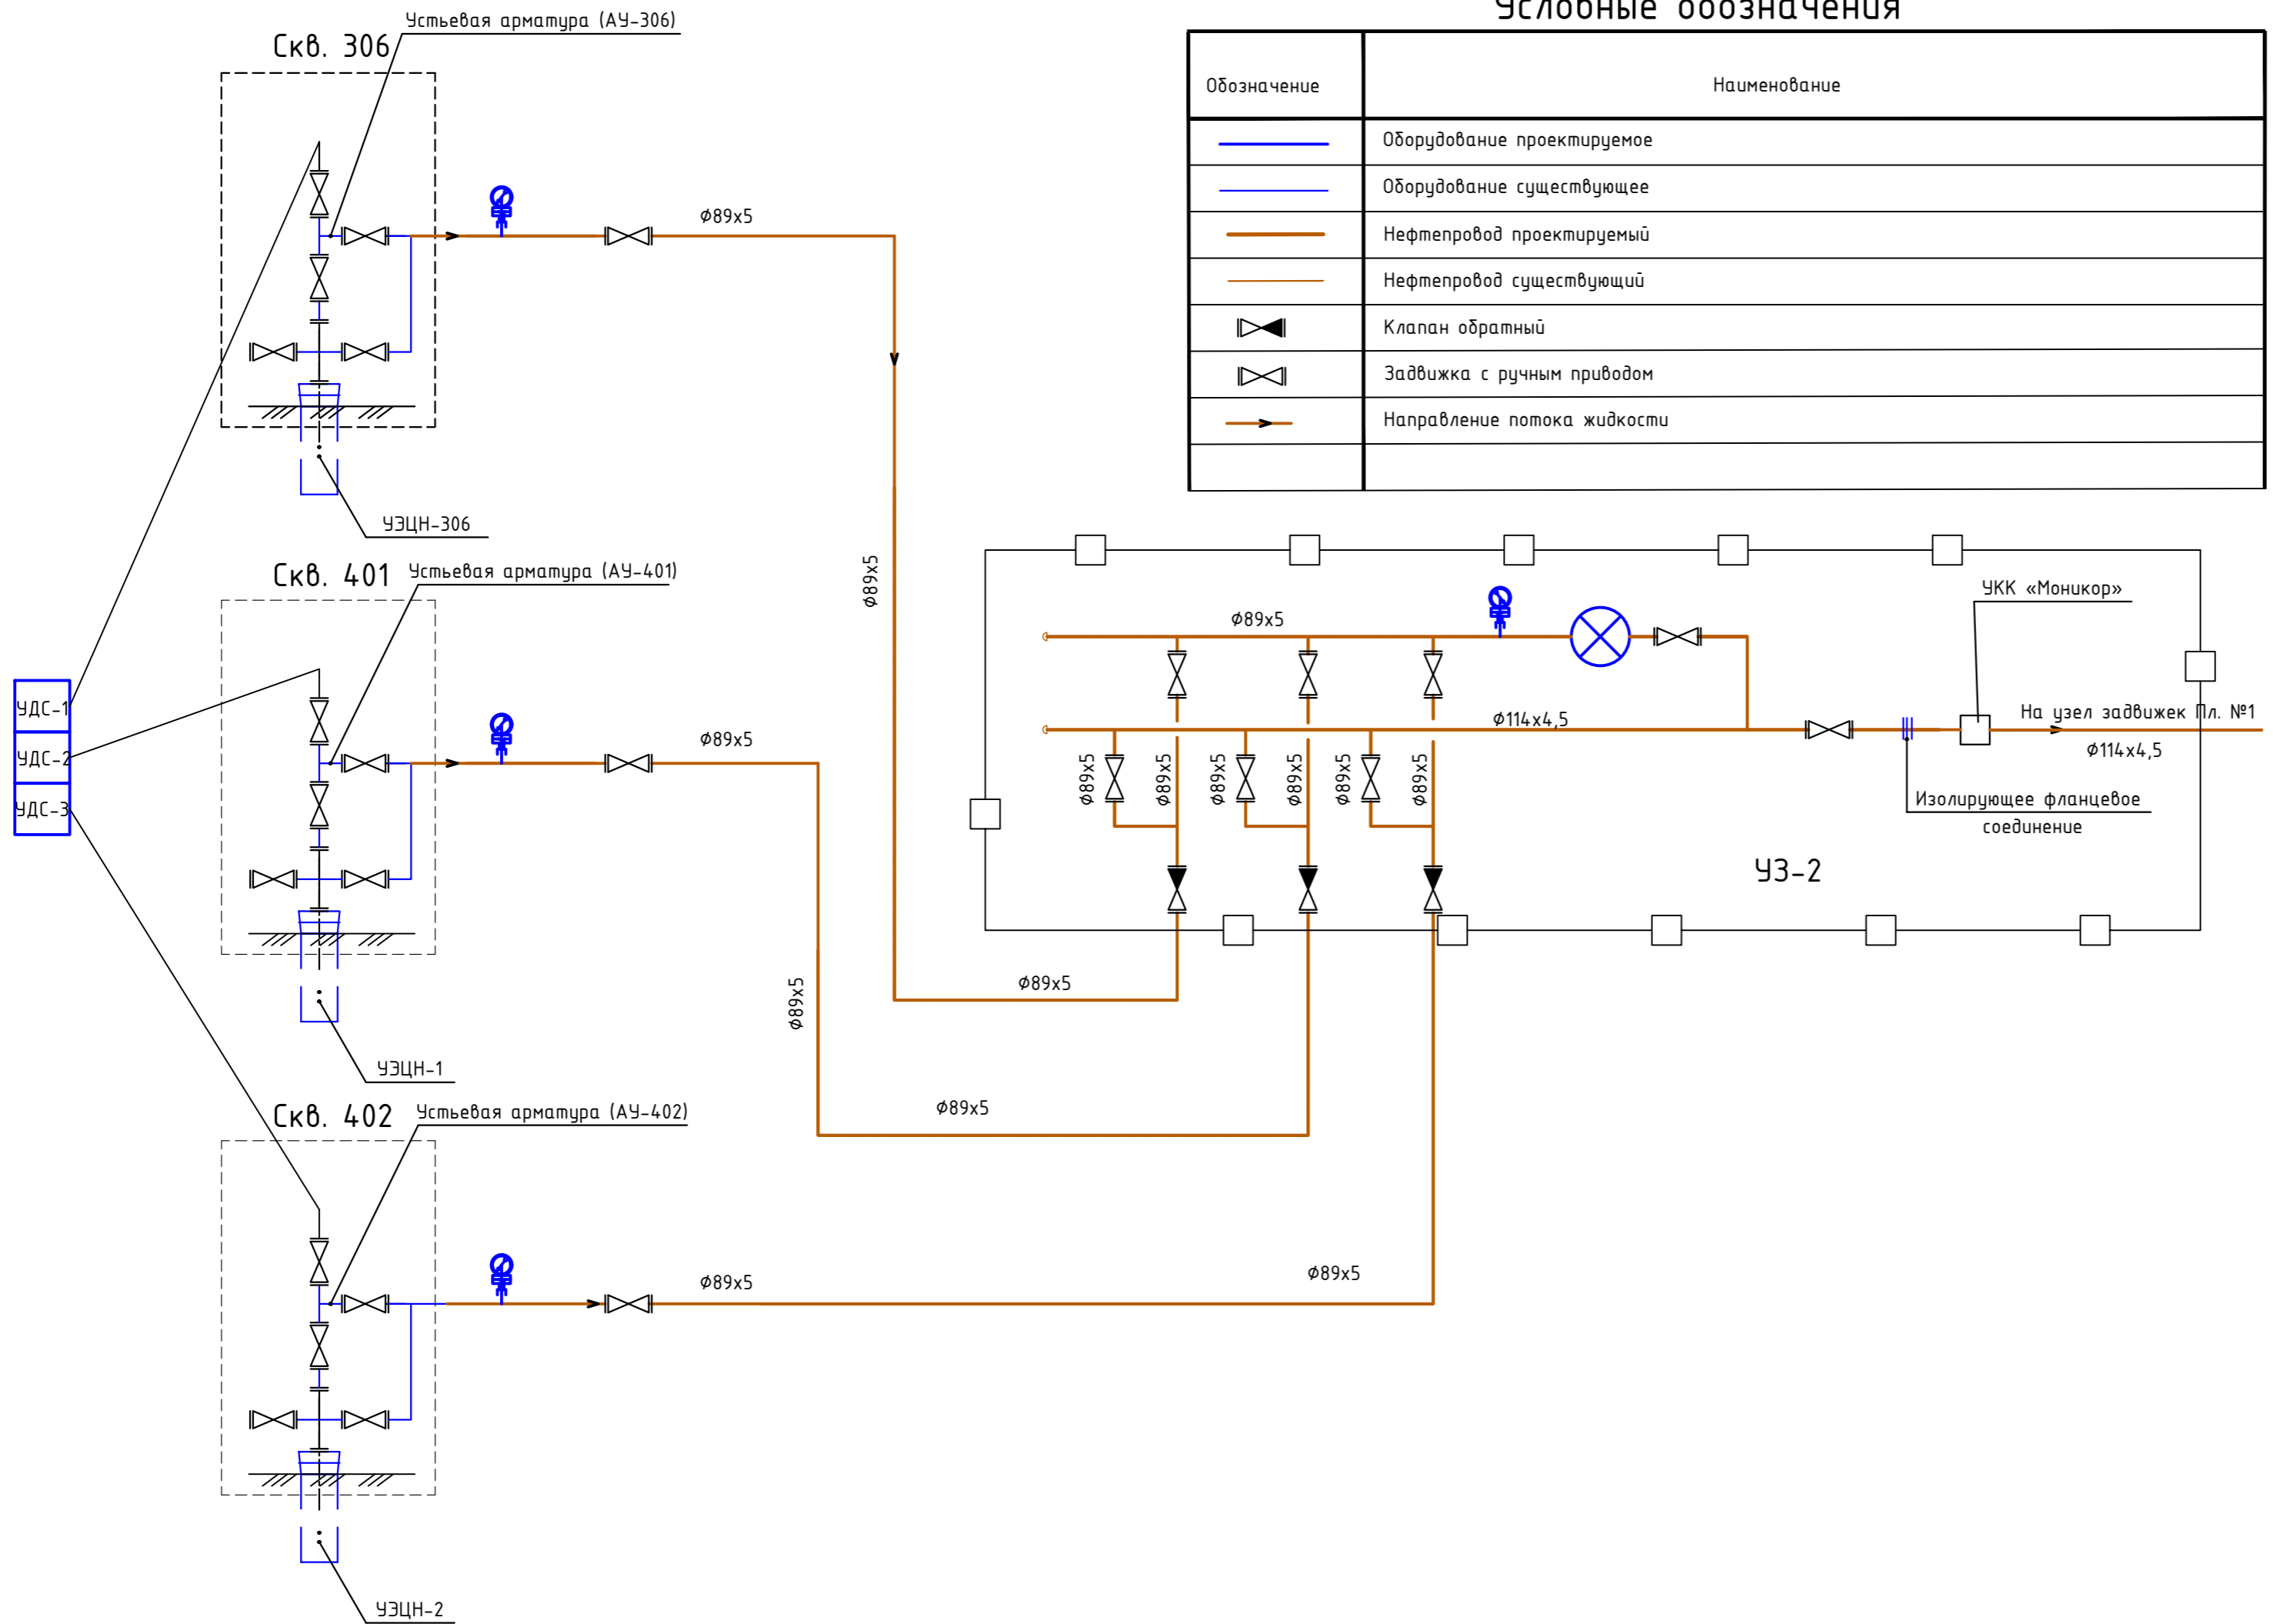 Условные обозначения
Обозначение
Наименование
Оборудование проектируемое
Оборудование существующее
Нефтепровод проектируемый
Нефтепровод существующий
Клапан обратный
Задвижка с ручным приводом
Направление потока жидкости
Устьевая арматура (АУ-306)
Скв. 306
Ф89х5
Ф89х5
УЭЦН-306
Скв. 401
Устьевая арматура (АУ-401)
УДС-1
УДС-2
УДС-3
Ф89х5
Ф89х5
УЭЦН-1
Скв. 402
Устьевая арматура (АУ-402)
Ф89х5
Ф89х5
Ф89х5
Ф89х5
УЭЦН-2
УКК «Моникор»
Ф89х5
Ф114х4,5
На узел задвижек Пл. №1
Ф114х4,5
Ф89х5
Ф89х5
Ф89х5
Ф89х5
Ф89х5
Ф89х5
Изолирующее фланцевое
соединение
УЗ-2